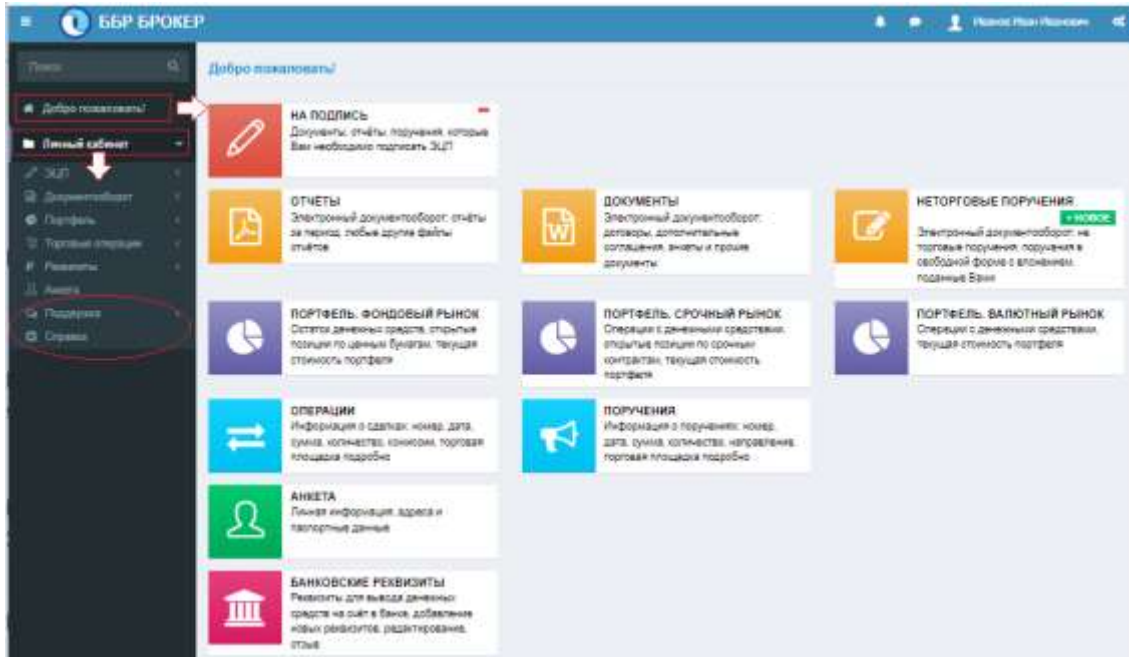 ББР БРОКЕР
Иванов Иван Иванович
Поиск
Добро пожаловать!
Добро пожаловать!
Личный кабинет
ЭЦП
Документооборот
Портфель
Торговые операции
Реквизиты
Анкета
Поддержка
Справка
НА ПОДПИСЬ
Документы, отчёты, поручения, которые
Вам необходимо подписать ЭЦП
ОТЧЁТЫ
Электронный документооборот: отчёты
за период, любые другие файлы
отчётов
ДОКУМЕНТЫ
Электронный документооборот:
договоры, дополнительные
соглашения, анкеты и прочие
документы
НЕТОРГОВЫЕ ПОРУЧЕНИЯ
+ НОВОЕ
Электронный документооборот: не
торговые поручения, поручения в
свободной форме с вложением,
поданные Вами
ПОРТФЕЛЬ. ФОНДОВЫЙ РЫНОК
Остаток денежных средств, открытые
позиции по ценным бумагам, текущая
стоимость портфеля
ПОРТФЕЛЬ. СРОЧНЫЙ РЫНОК
Операции с денежными средствами,
открытые позиции по срочным
контрактам, текущая стоимость
портфеля
ПОРТФЕЛЬ. ВАЛЮТНЫЙ РЫНОК
Операции с денежными средствами,
текущая стоимость портфеля
ОПЕРАЦИИ
Информация о сделках: номер, дата,
сумма, количество, комиссии, торговая
площадка подробно
ПОРУЧЕНИЯ
Информация о поручениях: номер,
дата, сумма, количество, направление,
торговая площадка подробно
АНКЕТА
Личная информация, адреса и
паспортные данные
БАНКОВСКИЕ РЕКВИЗИТЫ
Реквизиты для вывода денежных
средств на счёт в банке, добавление
новых реквизитов, редактирование,
отзыв